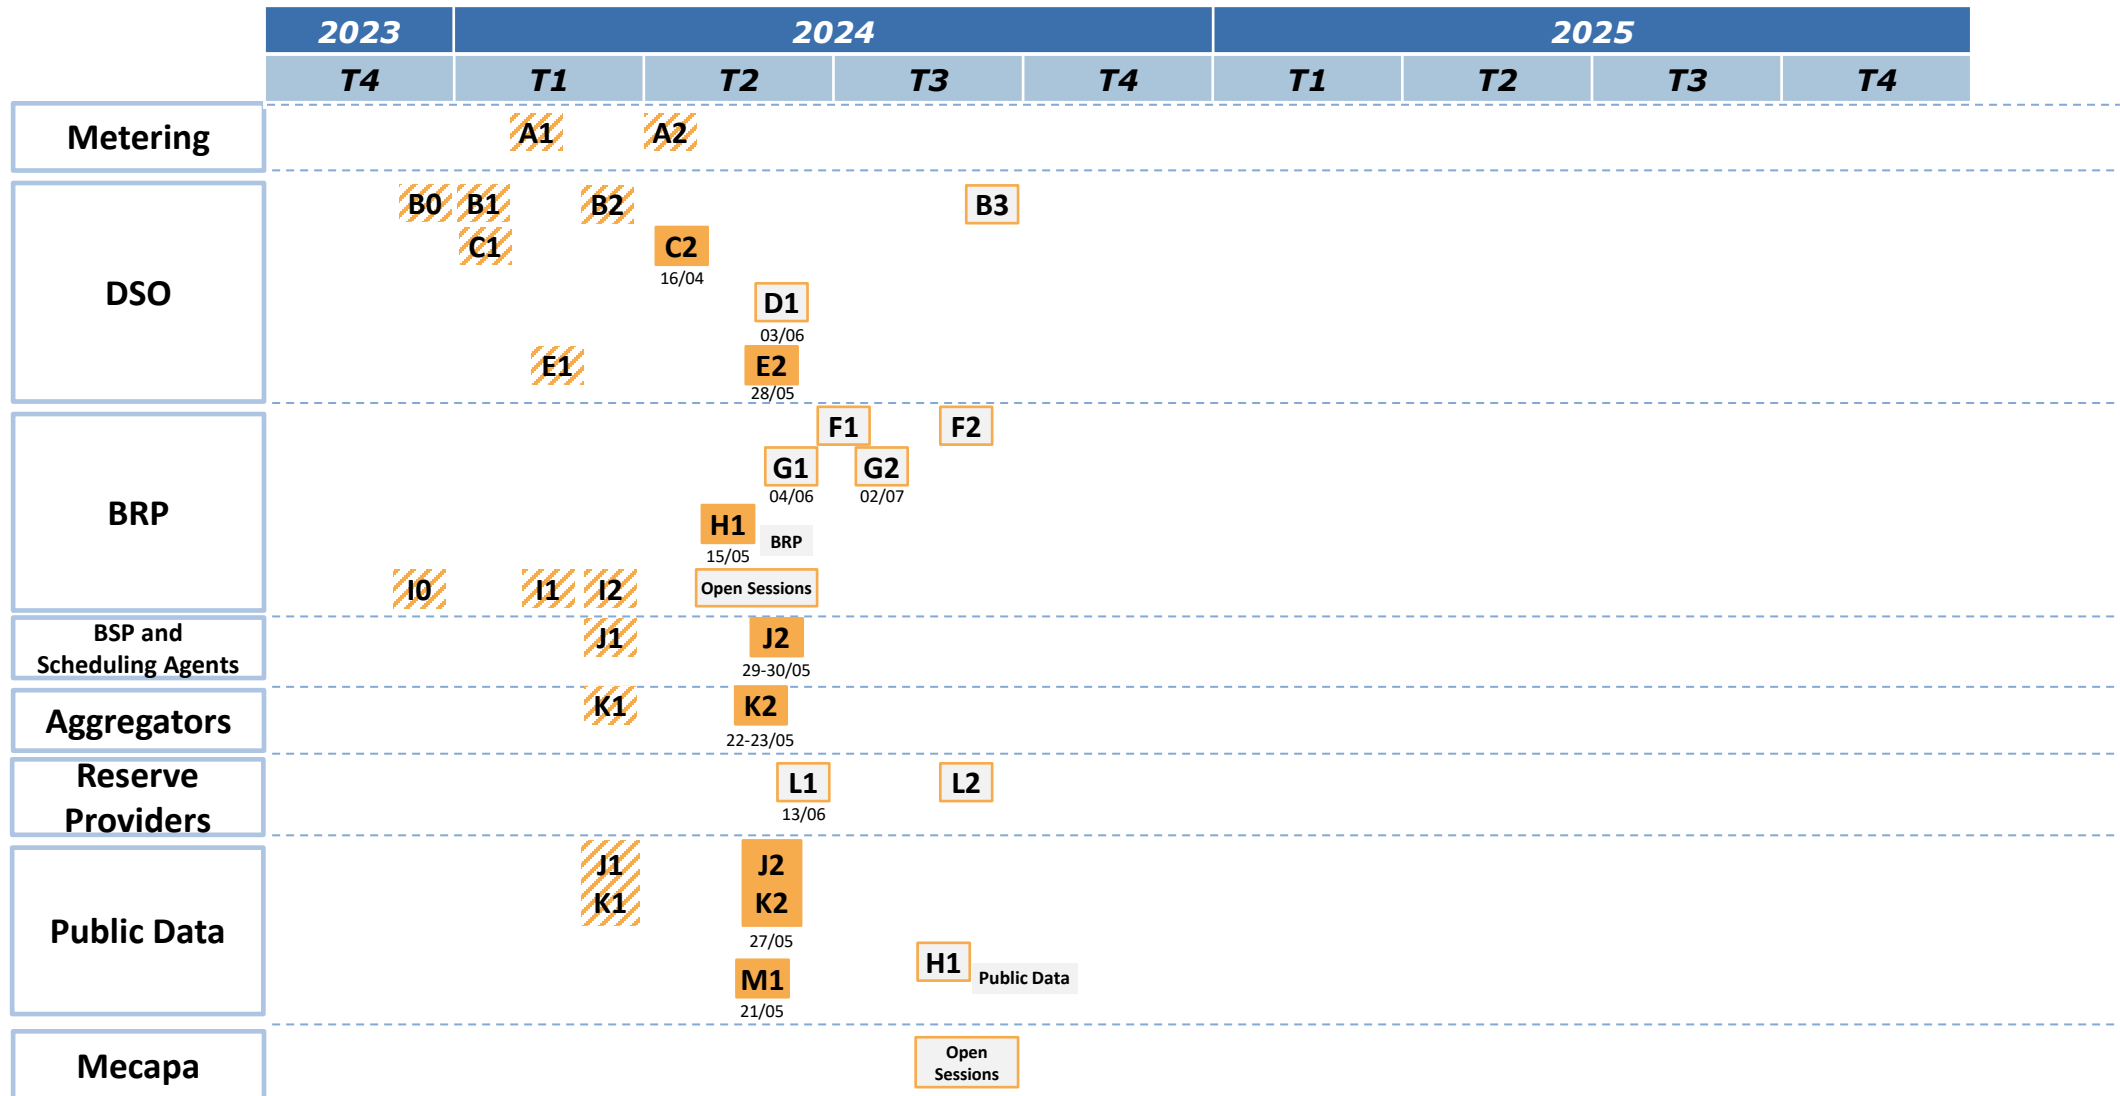 2023
2024
2025
T4
T1
T2
T3
T4
T1
T2
T3
T4
Metering
A1
A2
DSO
B0
B1
B2
B3
C1
C2
16/04
D1
03/06
E1
E2
28/05
BRP
F1
F2
G1
G2
04/06
02/07
H1
15/05
BRP
I0
I1
I2
Open Sessions
BSP and
Scheduling Agents
J1
J2
29-30/05
Aggregators
K1
K2
22-23/05
Reserve
Providers
L1
L2
13/06
Public Data
J1
K1
J2
K2
27/05
H1
Public Data
M1
21/05
Mecapa
Open
Sessions